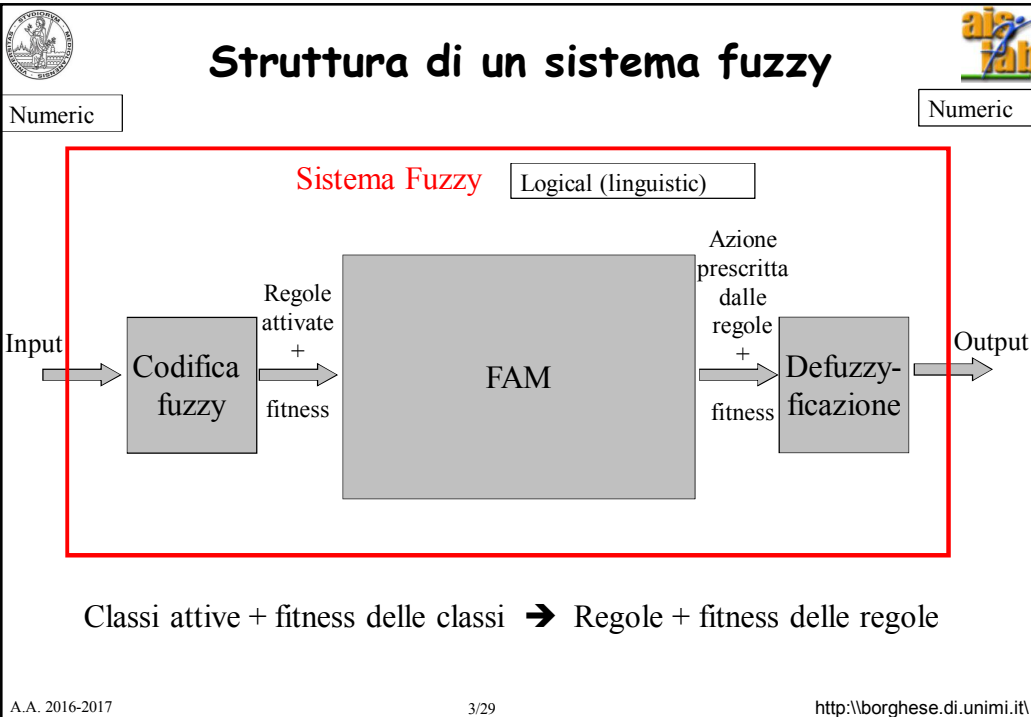 Struttura di un sistema fuzzy
ais
lab
Numeric
Numeric
Sistema Fuzzy
Logical (linguistic)
Input
Codifica
fuzzy
Regole
attivate
+
fitness
FAM
Azione
prescritta
dalle
regole
+
fitness
Defuzzy-
ficazione
Output
Classi attive + fitness delle classi ➔ Regole + fitness delle regole
A.A. 2016-2017
3/29
http:\\borghese.di.unimi.it\